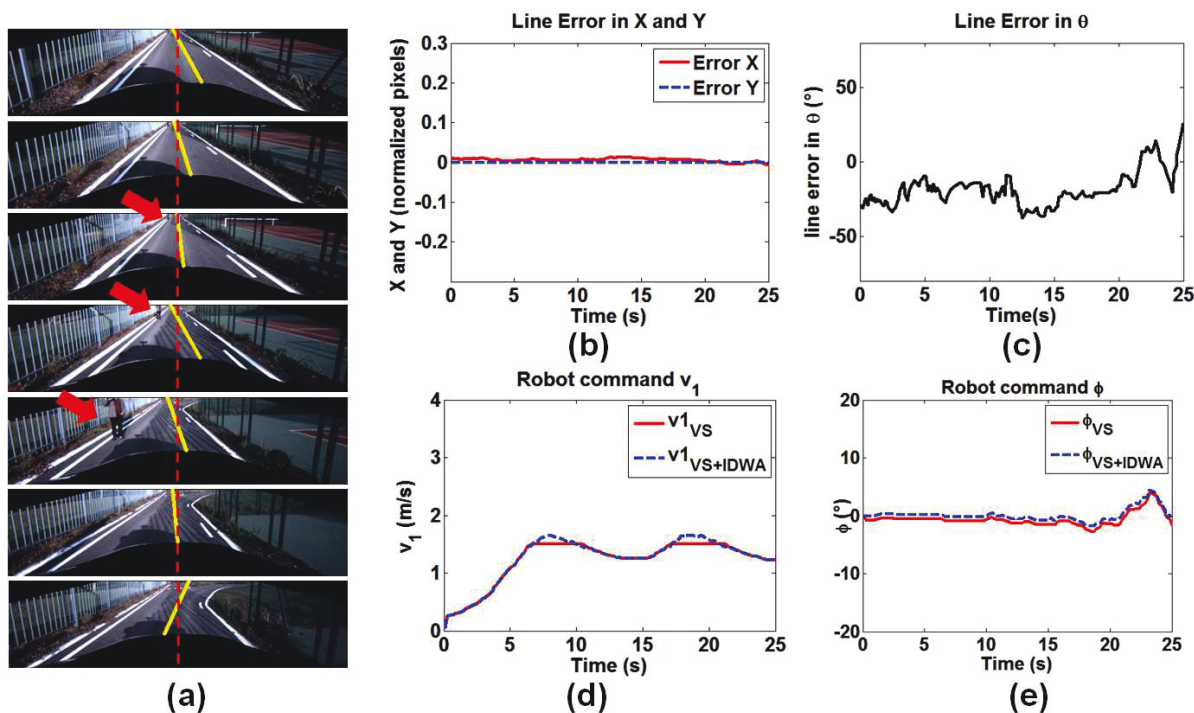 (a)
Line Error in X and Y
X and Y (normalized pixels)
0.3
0.2
0.1
0
-0.1
-0.2
Error X
Error Y
0 5 10 15 20 25
Time (s)
(b)
Line Error in θ
line error in θ (°)
50
0
-50
0 5 10 15 20 25
Time(s)
(c)
Robot command v1
v1 (m/s)
4
3
2
1
0
v1VS
v1VS+IDWA
0 5 10 15 20 25
Time (s)
(d)
Robot command ϕ
ϕ (°)
20
10
0
-10
-20
ϕVS
ϕVS+IDWA
0 5 10 15 20 25
Time (s)
(e)